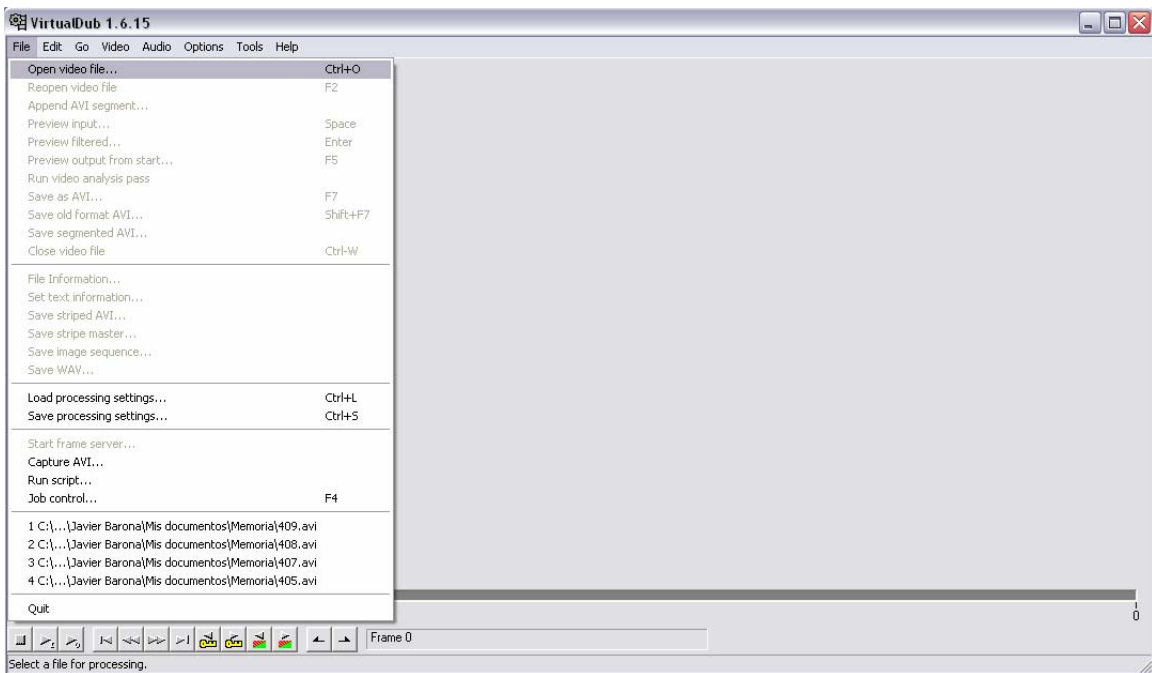 VirtualDub 1.6.15
File Edit Go Video Audio Options Tools Help
Open video file... Ctrl+O
Reopen video file F2
Append AVI segment...
Preview input... Space
Preview filtered... Enter
Preview output from start... F5
Run video analysis pass
Save as AVI... F7
Save old format AVI... Shift+F7
Save segmented AVI...
Close video file Ctrl-W
File Information...
Set text information...
Save striped AVI...
Save stripe master...
Save image sequence...
Save WAV...
Load processing settings... Ctrl+L
Save processing settings... Ctrl+S
Start frame server...
Capture AVI...
Run script...
Job control... F4
1 C:\...\Javier Barona\Mis documentos\Memoria\409.avi
2 C:\...\Javier Barona\Mis documentos\Memoria\408.avi
3 C:\...\Javier Barona\Mis documentos\Memoria\407.avi
4 C:\...\Javier Barona\Mis documentos\Memoria\405.avi
Quit
0
Frame 0
Select a file for processing.